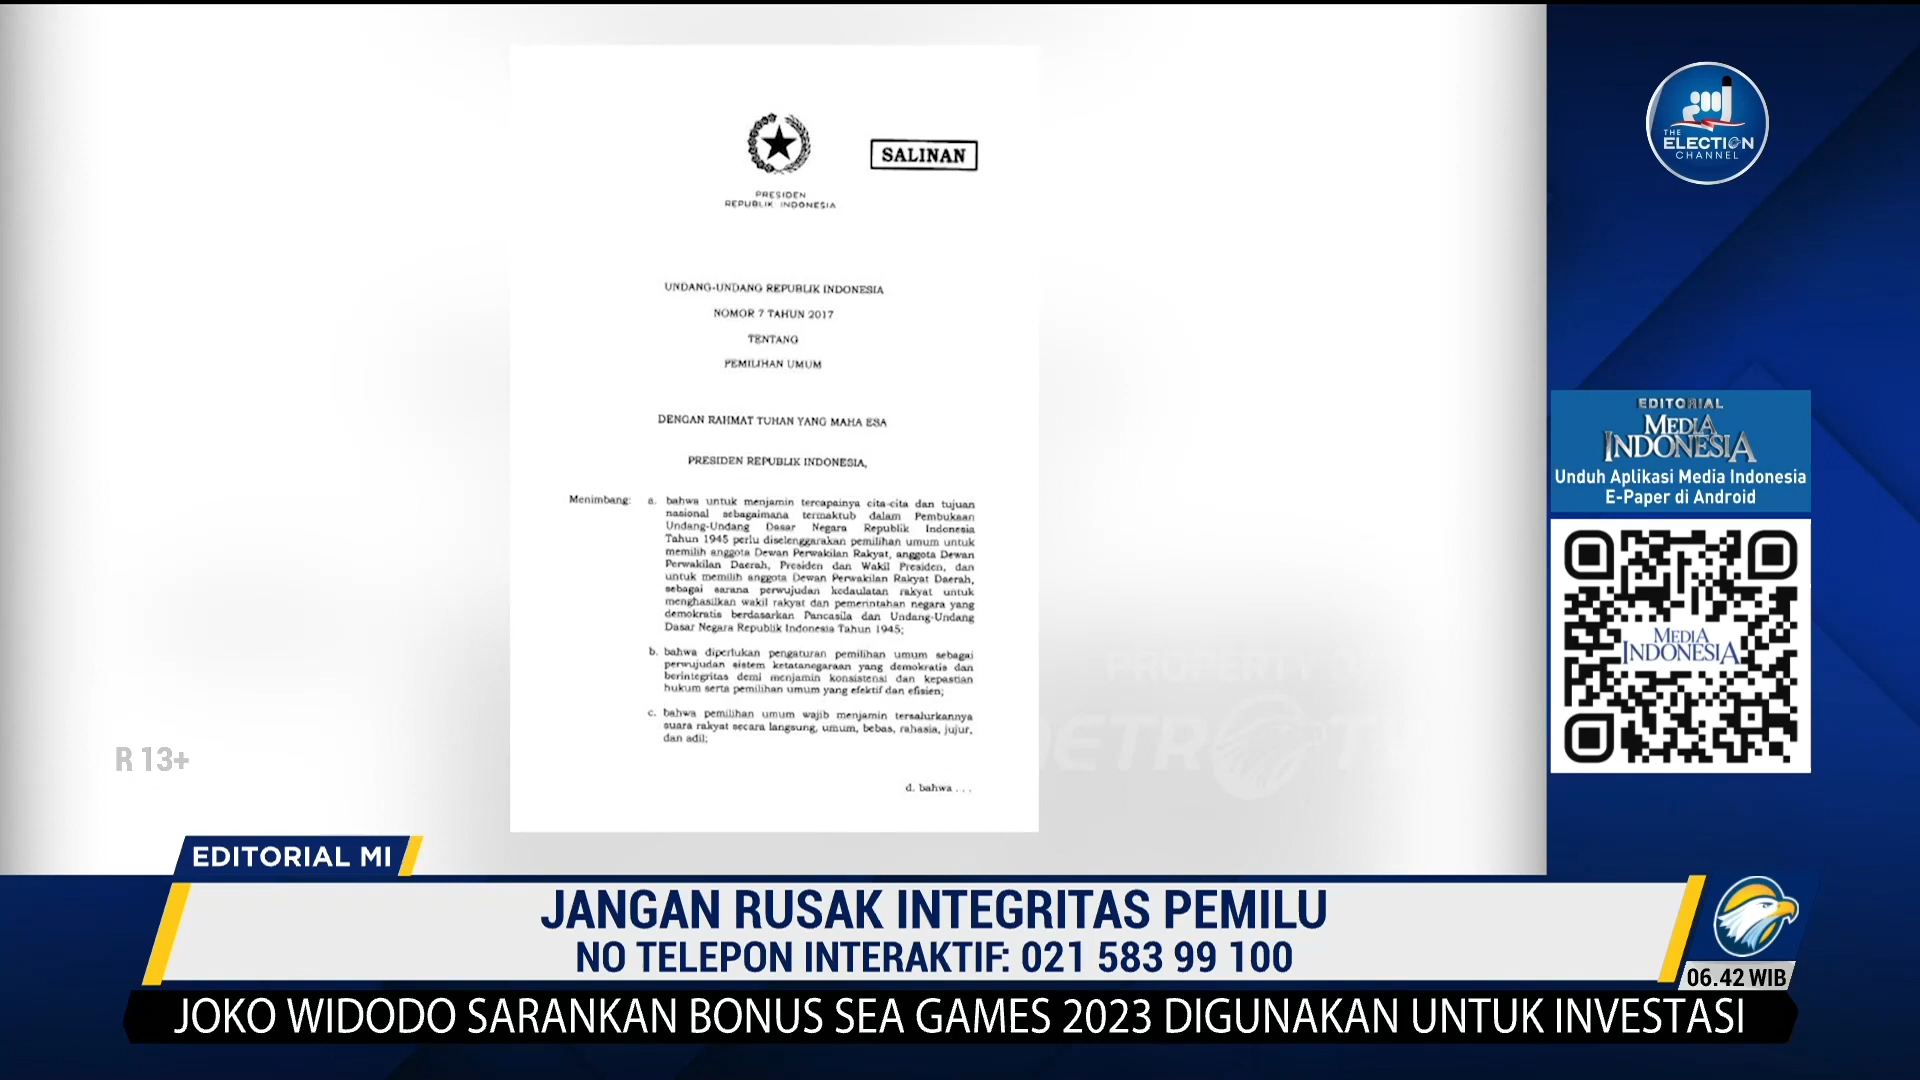 PRESIDEN
REPUBLIK INDONESIA
SALINAN
UNDANG-UNDANG REPUBLIK INDONESIA
NOMOR 7 TAHUN 2017
TENTANG
PEMILIHAN UMUM
DENGAN RAHMAT TUHAN YANG MAHA ESA
PRESIDEN REPUBLIK INDONESIA,
Menimbang: a. bahwa untuk menjamin tercapainya cita-cita dan tujuan
nasional sebagaimana termaktub dalam Pembukaan
Undang-Undang Dasar Negara Republik Indonesia
Tahun 1945 perlu diselenggarakan pemilihan umum untuk
memilih anggota Dewan Perwakilan Rakyat, anggota Dewan
Perwakilan Daerah, Presiden dan Wakil Presiden, dan
untuk memilih anggota Dewan Perwakilan Rakyat Daerah,
sebagai sarana perwujudan kedaulatan rakyat untuk
menghasilkan wakil rakyat dan pemerintahan negara yang
demokratis berdasarkan Pancasila dan Undang-Undang
Dasar Negara Republik Indonesia Tahun 1945;
b. bahwa diperlukan pengaturan pemilihan umum sebagai
perwujudan sistem ketatanegaraan yang demokratis dan
berintegritas demi menjamin konsistensi dan kepastian
hukum serta pemilihan umum yang efektif dan efisien;
c. bahwa pemilihan umum wajib menjamin tersalurkannya
suara rakyat secara langsung, umum, bebas, rahasia, jujur,
dan adil;
d. bahwa . . .
PROPERTY
METRO TV
R 13+
THE
ELECTION
CHANNEL
EDITORIAL
MEDIA
INDONESIA
Unduh Aplikasi Media Indonesia
E-Paper di Android
MEDIA
INDONESIA
EDITORIAL MI
JANGAN RUSAK INTEGRITAS PEMILU
NO TELEPON INTERAKTIF: 021 583 99 100
06.42 WIB
JOKO WIDODO SARANKAN BONUS SEA GAMES 2023 DIGUNAKAN UNTUK INVESTASI